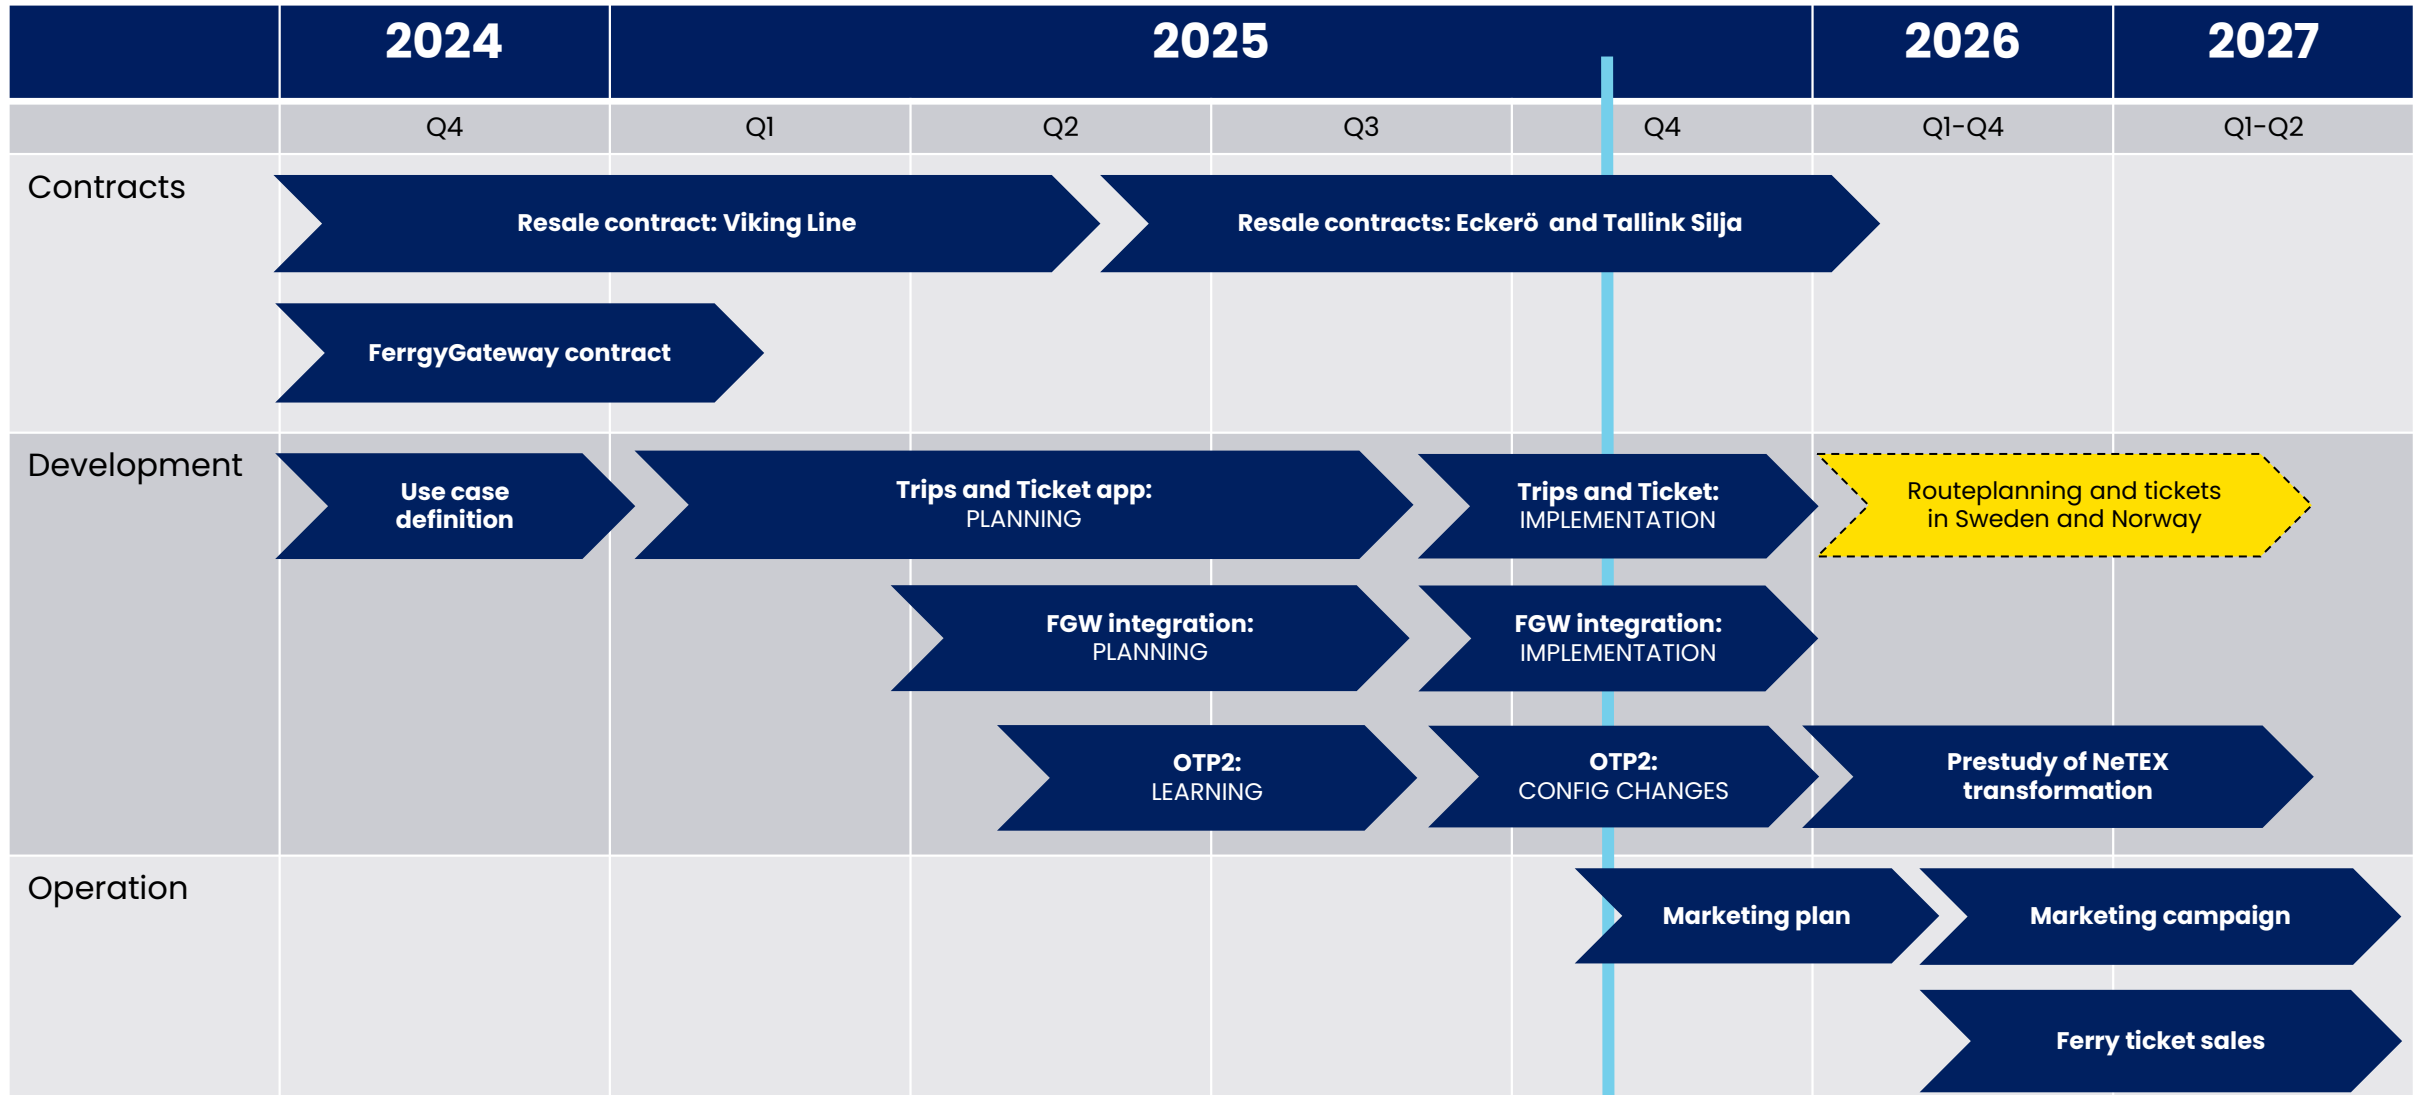 2024
2025
2026
2027
Q4
Q1
Q2
Q3
Q4
Q1-Q4
Q1-Q2
Contracts
Resale contract: Viking Line
Resale contracts: Eckerö and Tallink Silja
FerrgyGateway contract
Development
Use case
definition
Trips and Ticket app:
PLANNING
Trips and Ticket:
IMPLEMENTATION
Routeplanning and tickets
in Sweden and Norway
FGW integration:
PLANNING
FGW integration:
IMPLEMENTATION
OTP2:
LEARNING
OTP2:
CONFIG CHANGES
Prestudy of NeTEX
transformation
Operation
Marketing plan
Marketing campaign
Ferry ticket sales